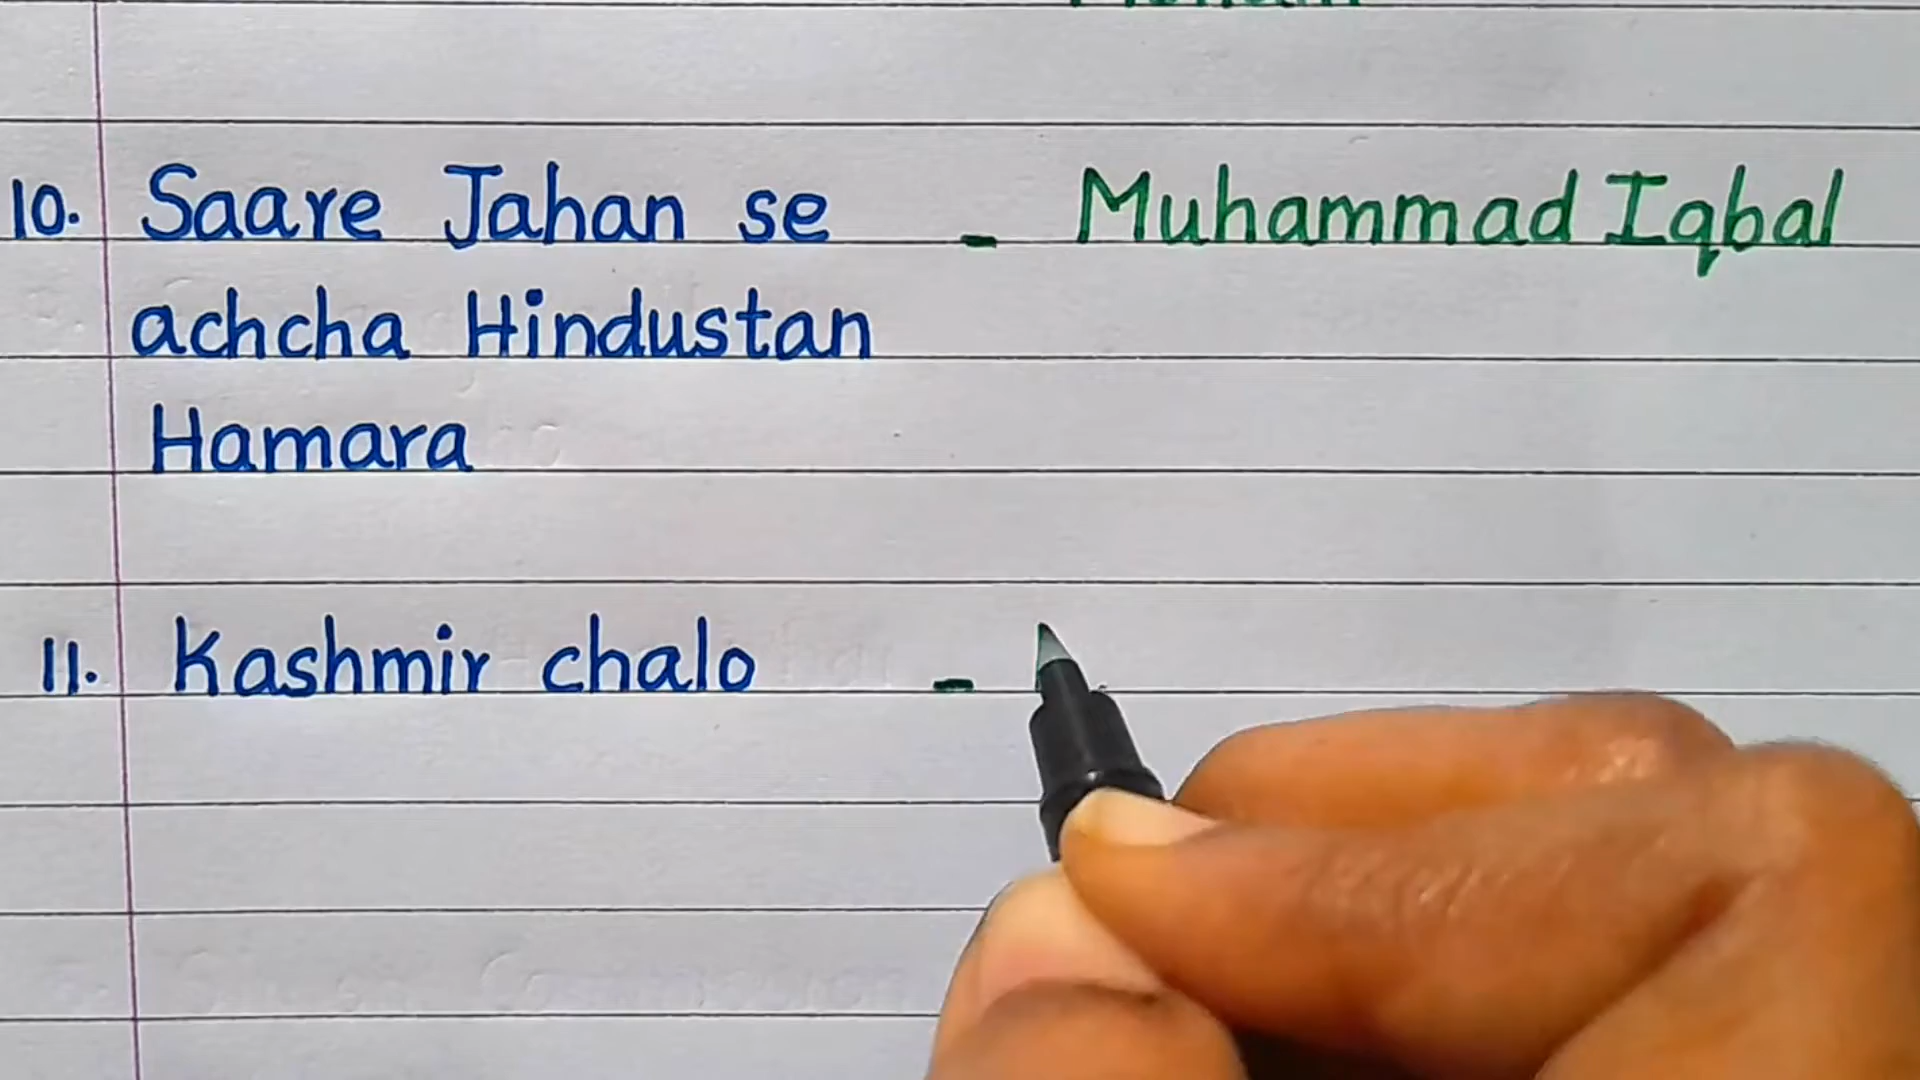 10. Saare Jahan se - Muhammad Iqbal
achcha Hindustan
Hamara
11. Kashmir chalo -